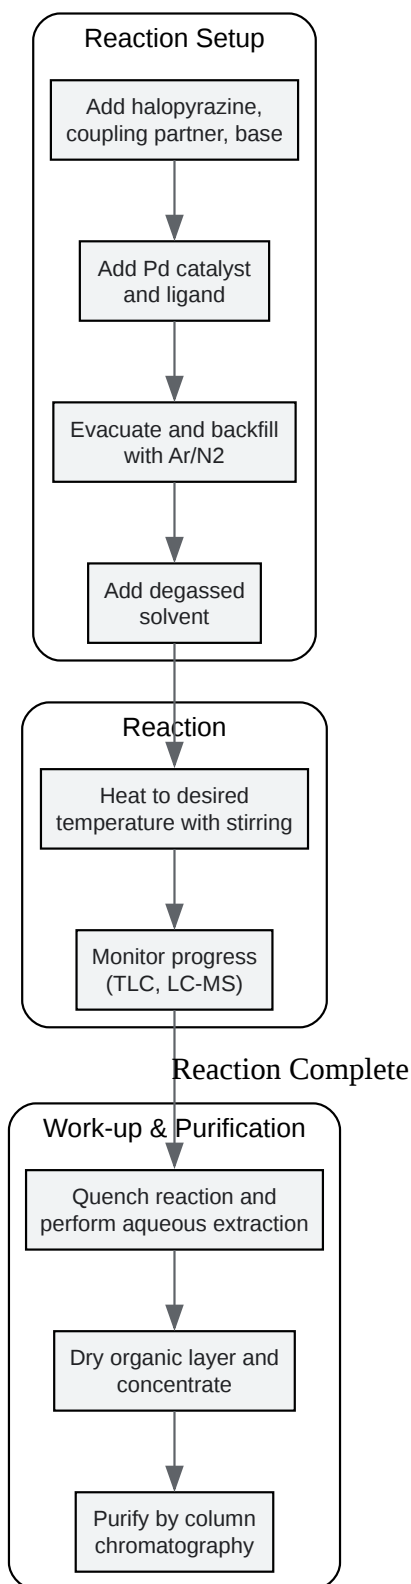 Reaction Setup
Add halopyrazine,
coupling partner, base
Add Pd catalyst
and ligand
Evacuate and backfill
with Ar/N2
Add degassed
solvent
Reaction
Heat to desired
temperature with stirring
Monitor progress
(TLC, LC-MS)
Reaction Complete
Work-up & Purification
Quench reaction and
perform aqueous extraction
Dry organic layer and
concentrate
Purify by column
chromatography